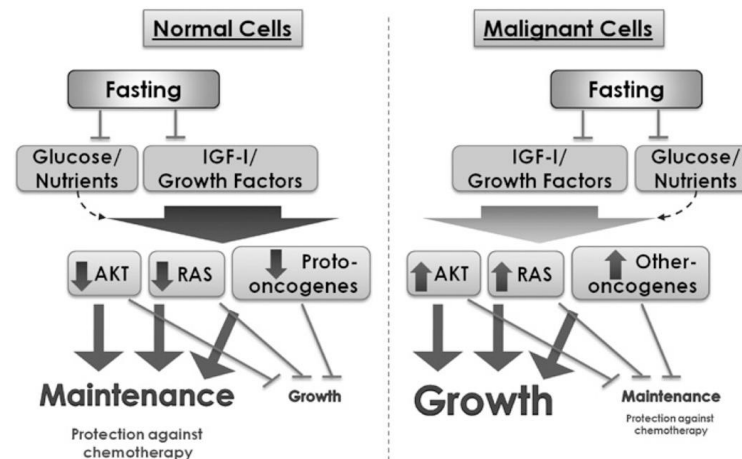 Normal Cells
Fasting
Glucose/
Nutrients
IGF-I/
Growth Factors
AKT
RAS
Proto-
oncogenes
Maintenance
Growth
Protection against
chemotherapy
Malignant Cells
Fasting
IGF-I/
Growth Factors
Glucose/
Nutrients
AKT
RAS
Other-
oncogenes
Growth
Maintenance
Protection against
chemotherapy